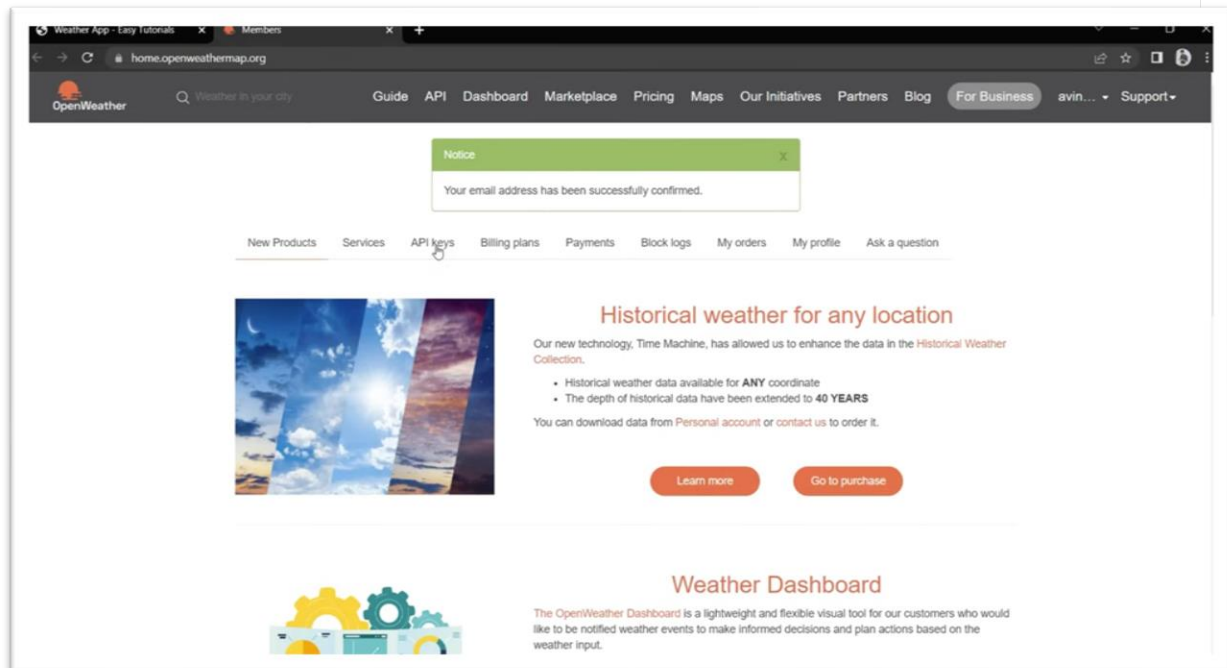 Weather App - Easy Tutorials
Members
home.openweathermap.org
OpenWeather
Weather in your city
Guide API Dashboard Marketplace Pricing Maps Our Initiatives Partners Blog For Business avin... Support
Notice x
Your email address has been successfully confirmed.
New Products Services API keys Billing plans Payments Block logs My orders My profile Ask a question
Historical weather for any location
Our new technology, Time Machine, has allowed us to enhance the data in the Historical Weather
Collection.
• Historical weather data available for ANY coordinate
• The depth of historical data have been extended to 40 YEARS
You can download data from Personal account or contact us to order it.
Learn more Go to purchase
Weather Dashboard
The OpenWeather Dashboard is a lightweight and flexible visual tool for our customers who would
like to be notified weather events to make informed decisions and plan actions based on the
weather input.